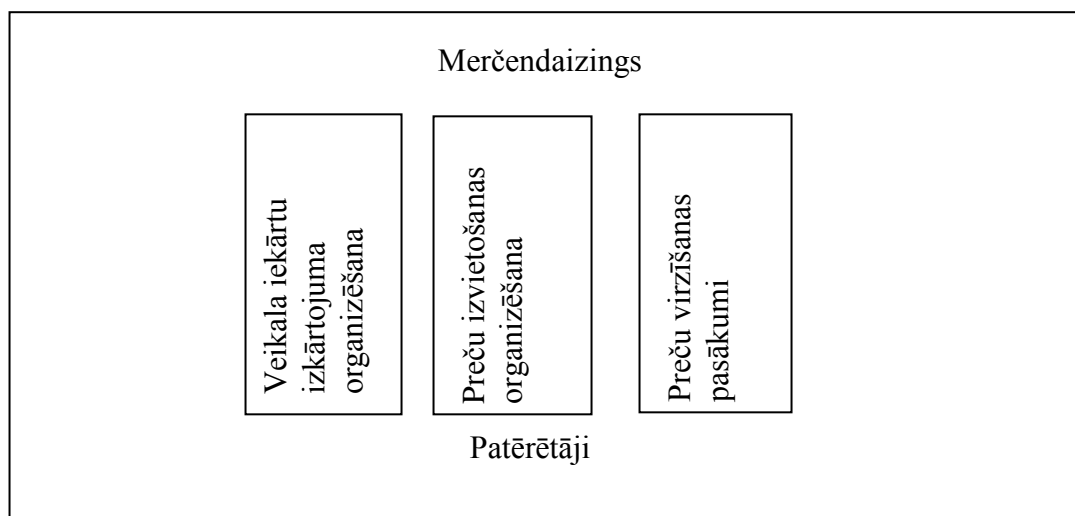 Merčendaizings
Veikala iekārtu
izkārtojuma
organizēšana
Preču izvietošanas
organizēšana
Preču virzīšanas
pasākumi
Patērētāji